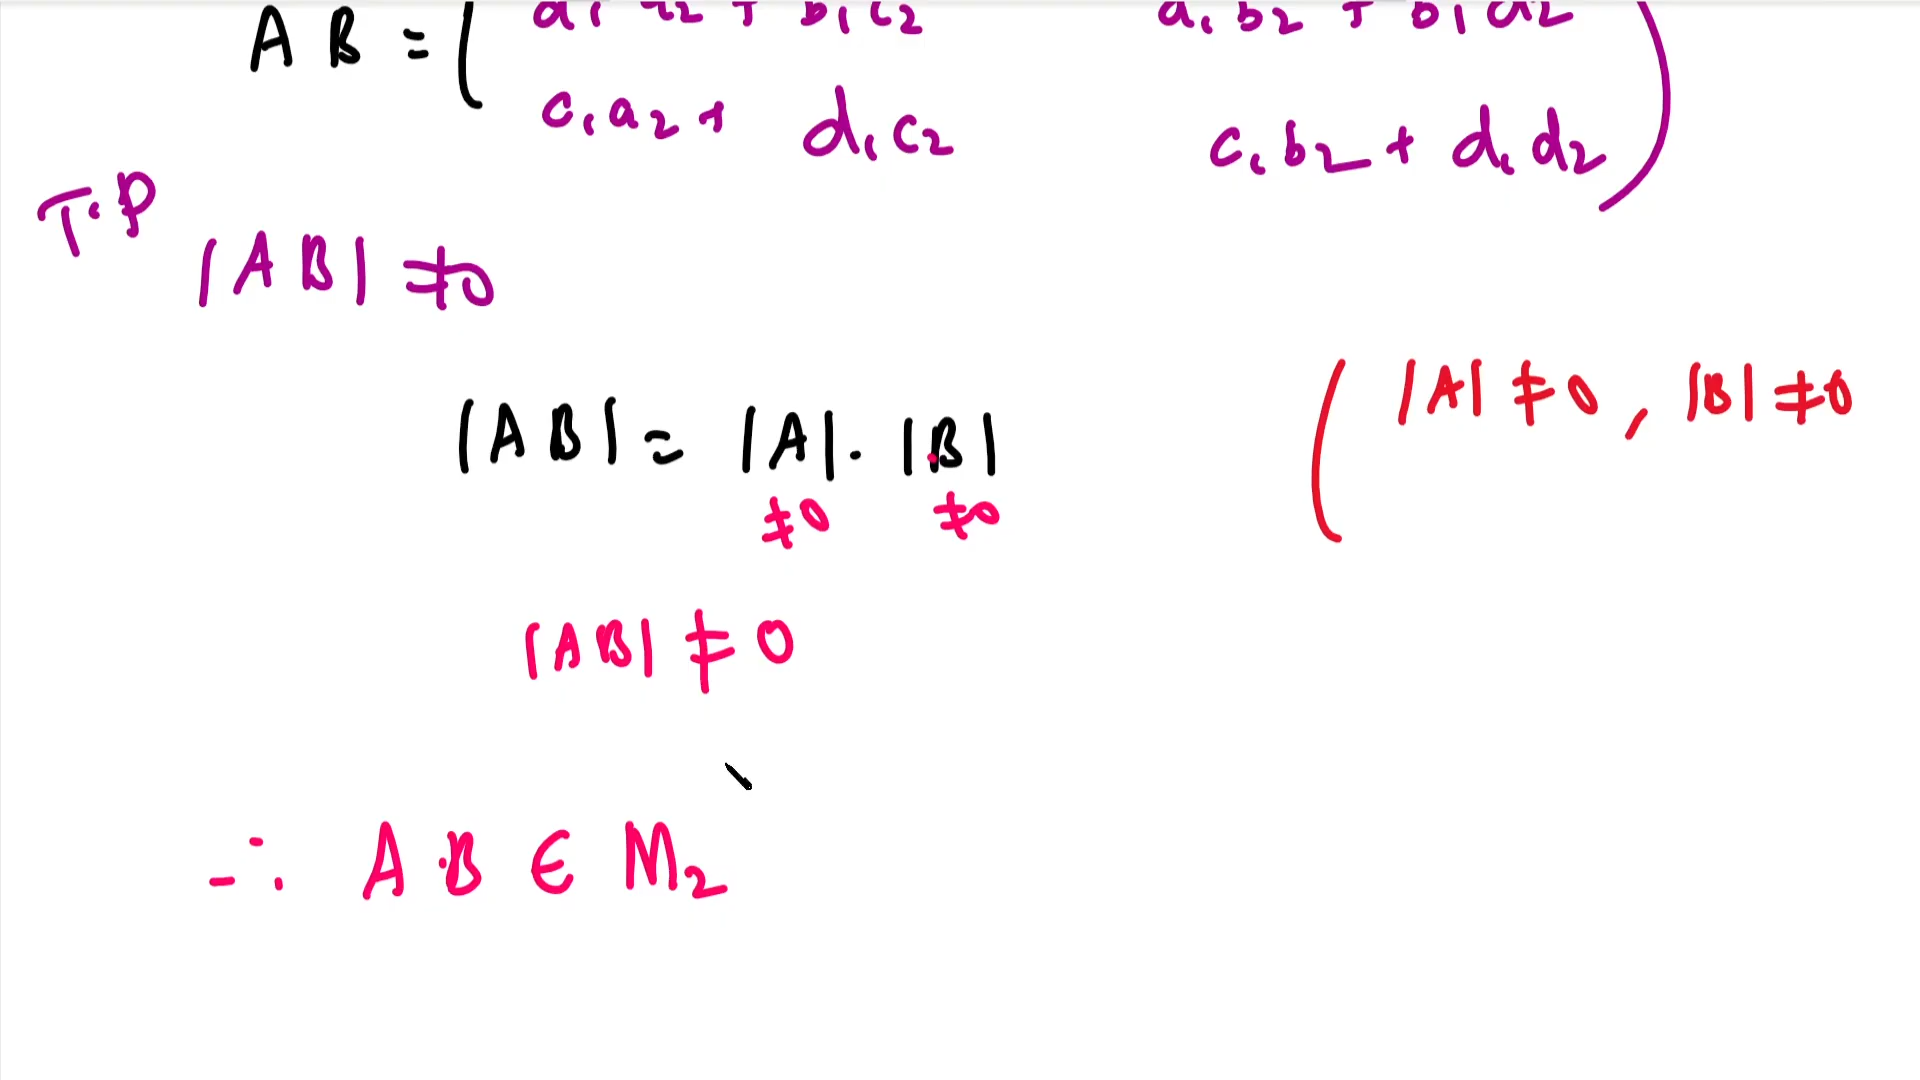 AB = ( a₁a₂ + b₁c₂ a₁b₂ + b₁d₂
c₁a₂ + d₁c₂ c₁b₂ + d₁d₂ )
T.P
|AB| ≠ 0
( |A| ≠ 0, |B| ≠ 0
|AB| = |A| . |B|
≠0 ≠0
|AB| ≠ 0
∴ A·B ∈ M₂